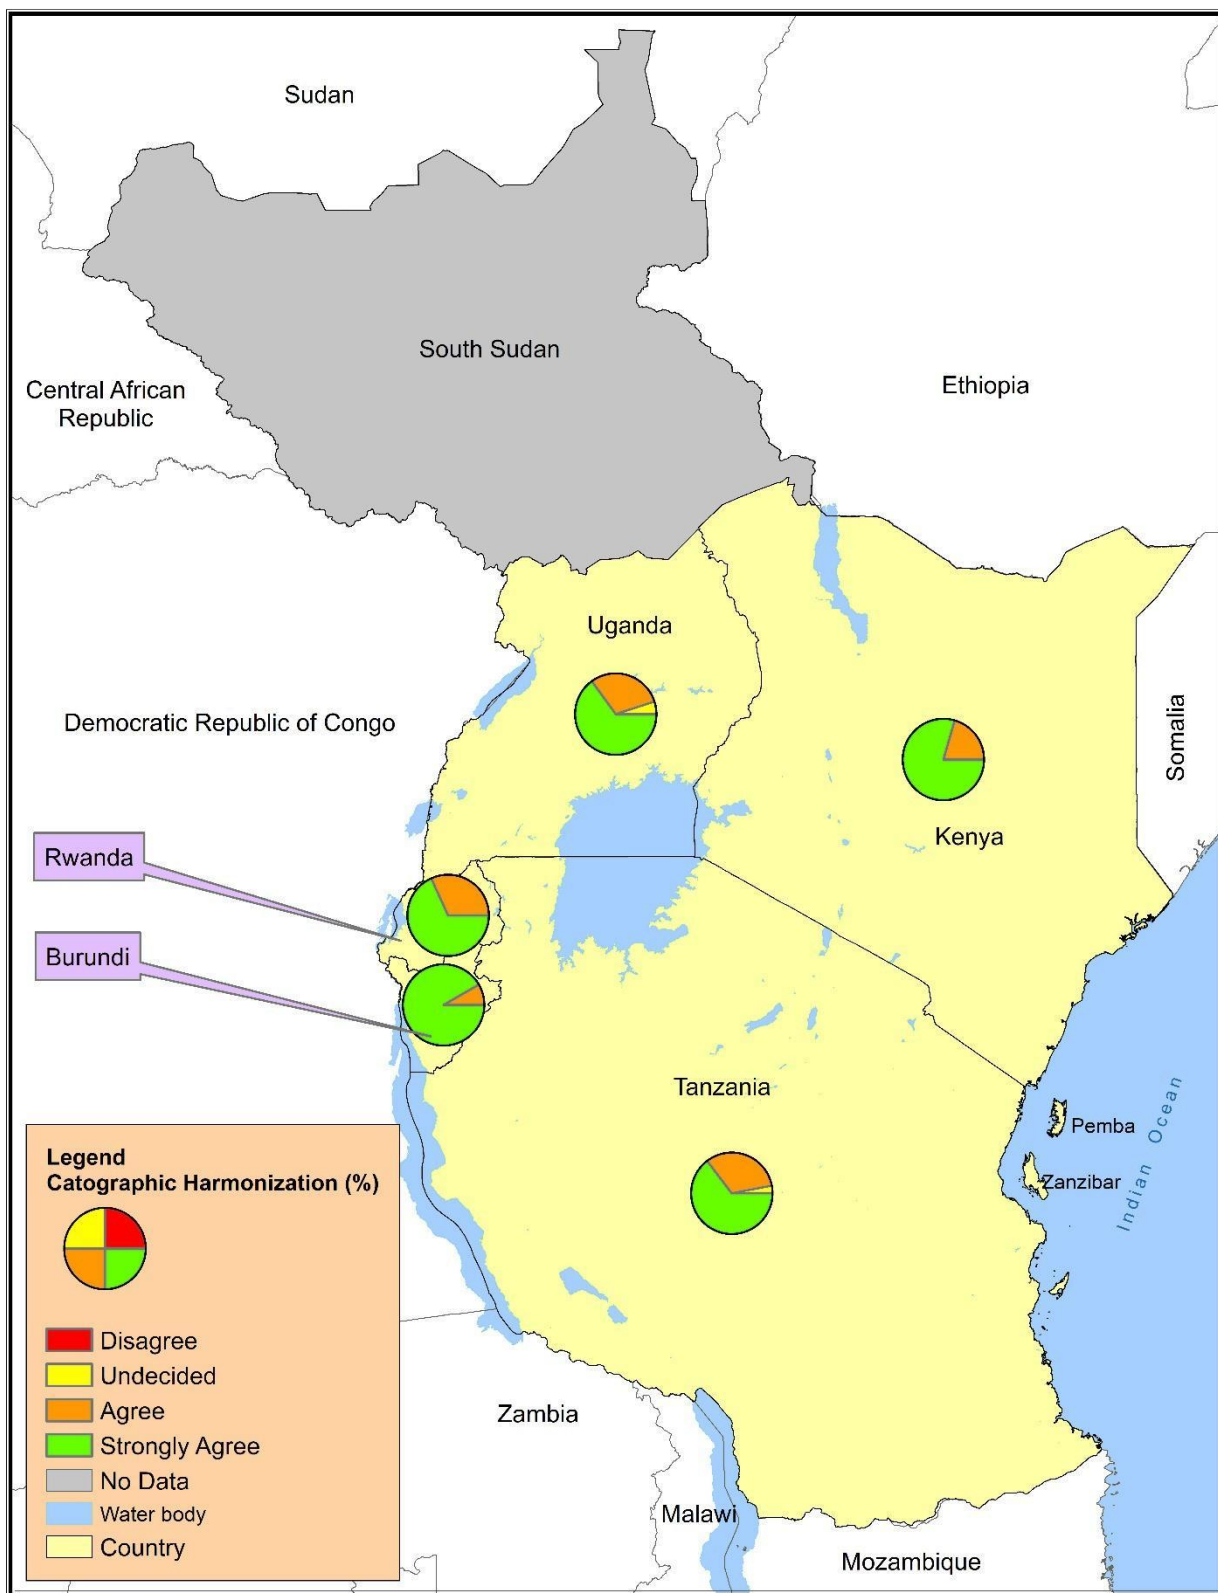 Sudan
South Sudan
Central African
Republic
Ethiopia
Uganda
Democratic Republic of Congo
Somalia
Kenya
Rwanda
Burundi
Tanzania
Pemba
Zanzibar
Indian Ocean
Legend
Catographic Harmonization (%)
Disagree
Undecided
Agree
Strongly Agree
No Data
Water body
Country
Zambia
Malawi
Mozambique